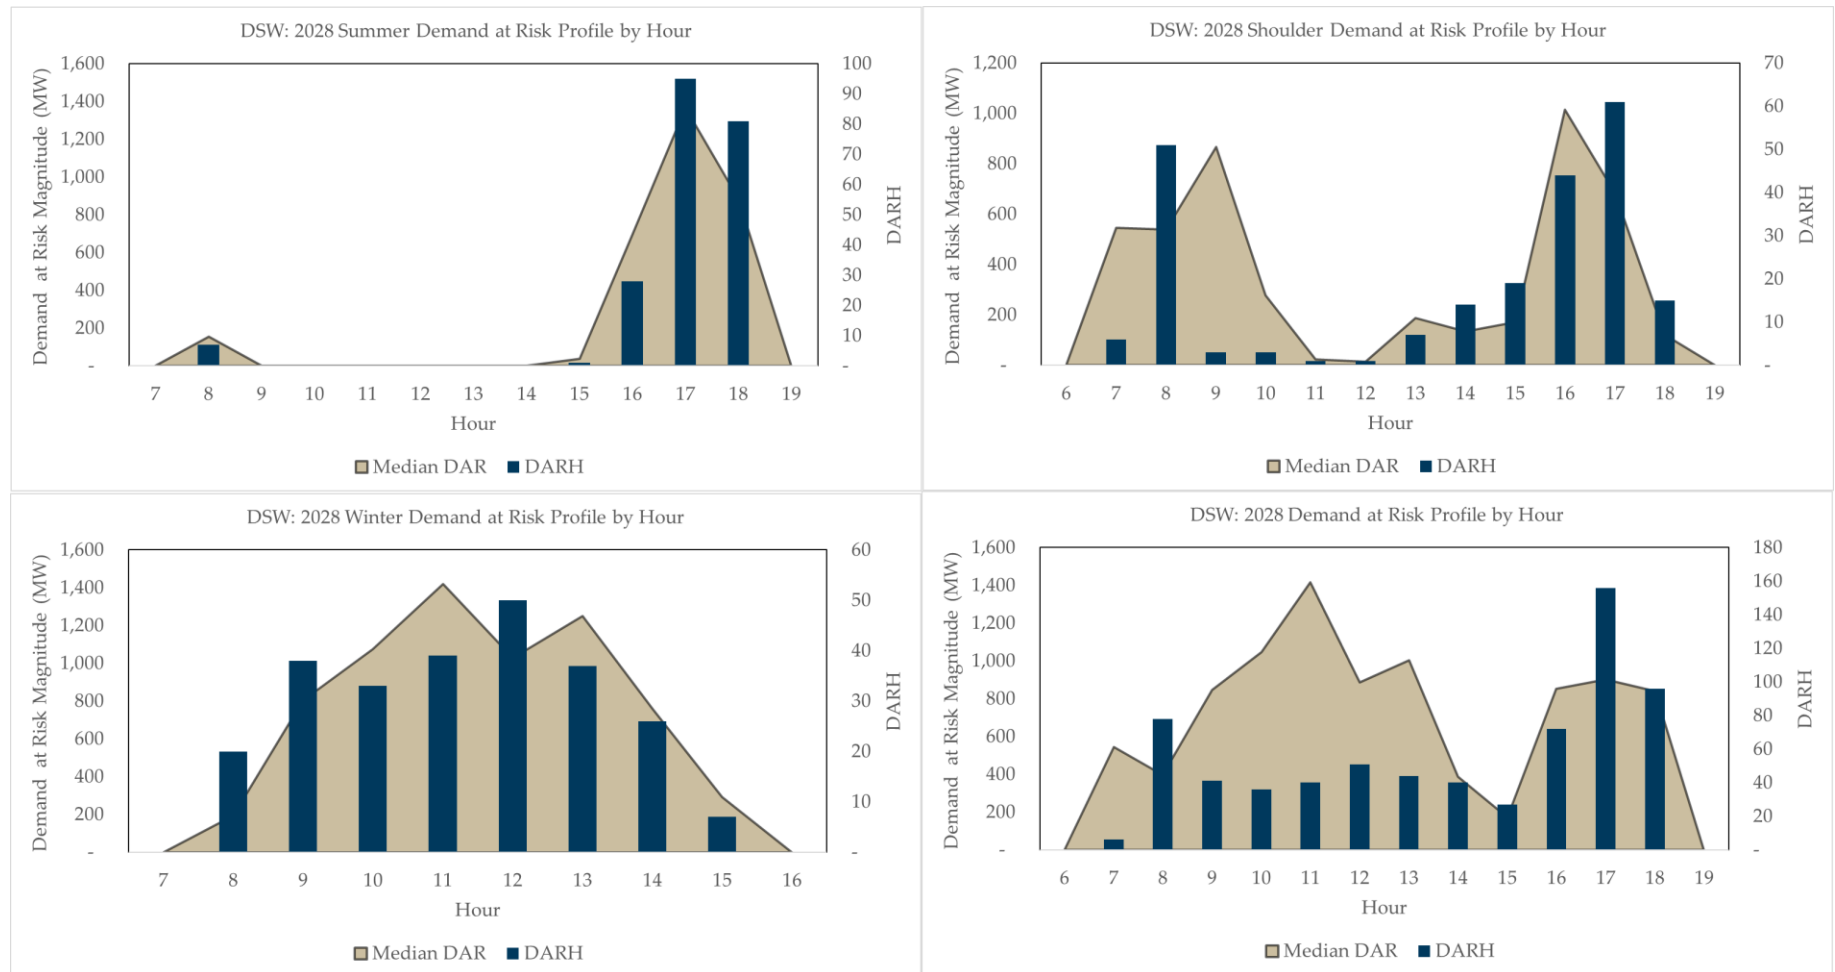 DSW: 2028 Summer Demand at Risk Profile by Hour
Demand at Risk Magnitude (MW)
1,600
1,400
1,200
1,000
800
600
400
200
-
100
90
80
70
60
50
40
30
20
10
-
DARH
7 8 9 10 11 12 13 14 15 16 17 18 19
Hour
Median DAR DARH
DSW: 2028 Shoulder Demand at Risk Profile by Hour
Demand at Risk Magnitude (MW)
1,200
1,000
800
600
400
200
-
70
60
50
40
30
20
10
-
DARH
6 7 8 9 10 11 12 13 14 15 16 17 18 19
Hour
Median DAR DARH
DSW: 2028 Winter Demand at Risk Profile by Hour
Demand at Risk Magnitude (MW)
1,600
1,400
1,200
1,000
800
600
400
200
-
60
50
40
30
20
10
-
DARH
7 8 9 10 11 12 13 14 15 16
Hour
Median DAR DARH
DSW: 2028 Demand at Risk Profile by Hour
Demand at Risk Magnitude (MW)
1,600
1,400
1,200
1,000
800
600
400
200
-
180
160
140
120
100
80
60
40
20
-
DARH
6 7 8 9 10 11 12 13 14 15 16 17 18 19
Hour
Median DAR DARH